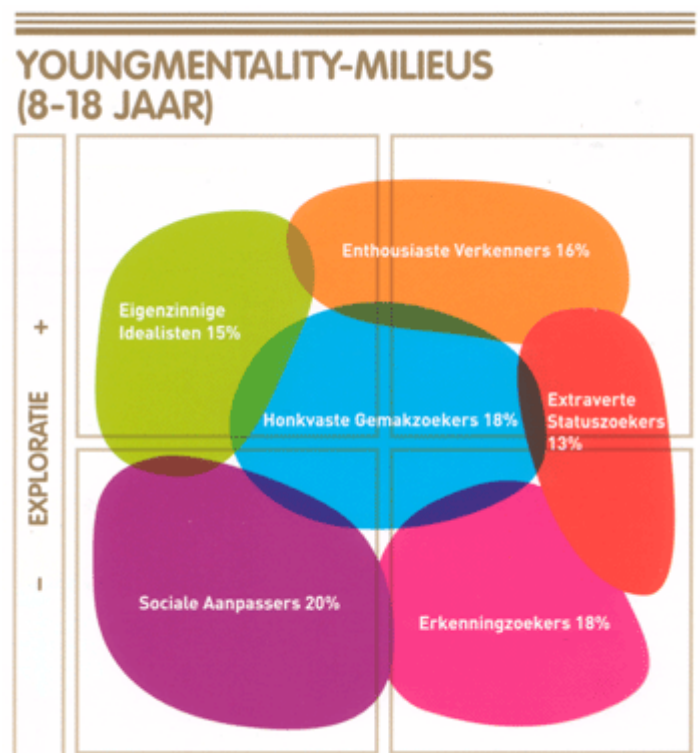 YOUNGMENTALITY-MILIEUS
(8-18 JAAR)
Enthousiaste Verkenners 16%
Eigenzinnige
Idealisten 15%
+
EXPLORATIE
-
Honkvaste Gemakzoekers 18%
Extraverte
Statuszoekers
13%
Sociale Aanpassers 20%
Erkenningzoekers 18%